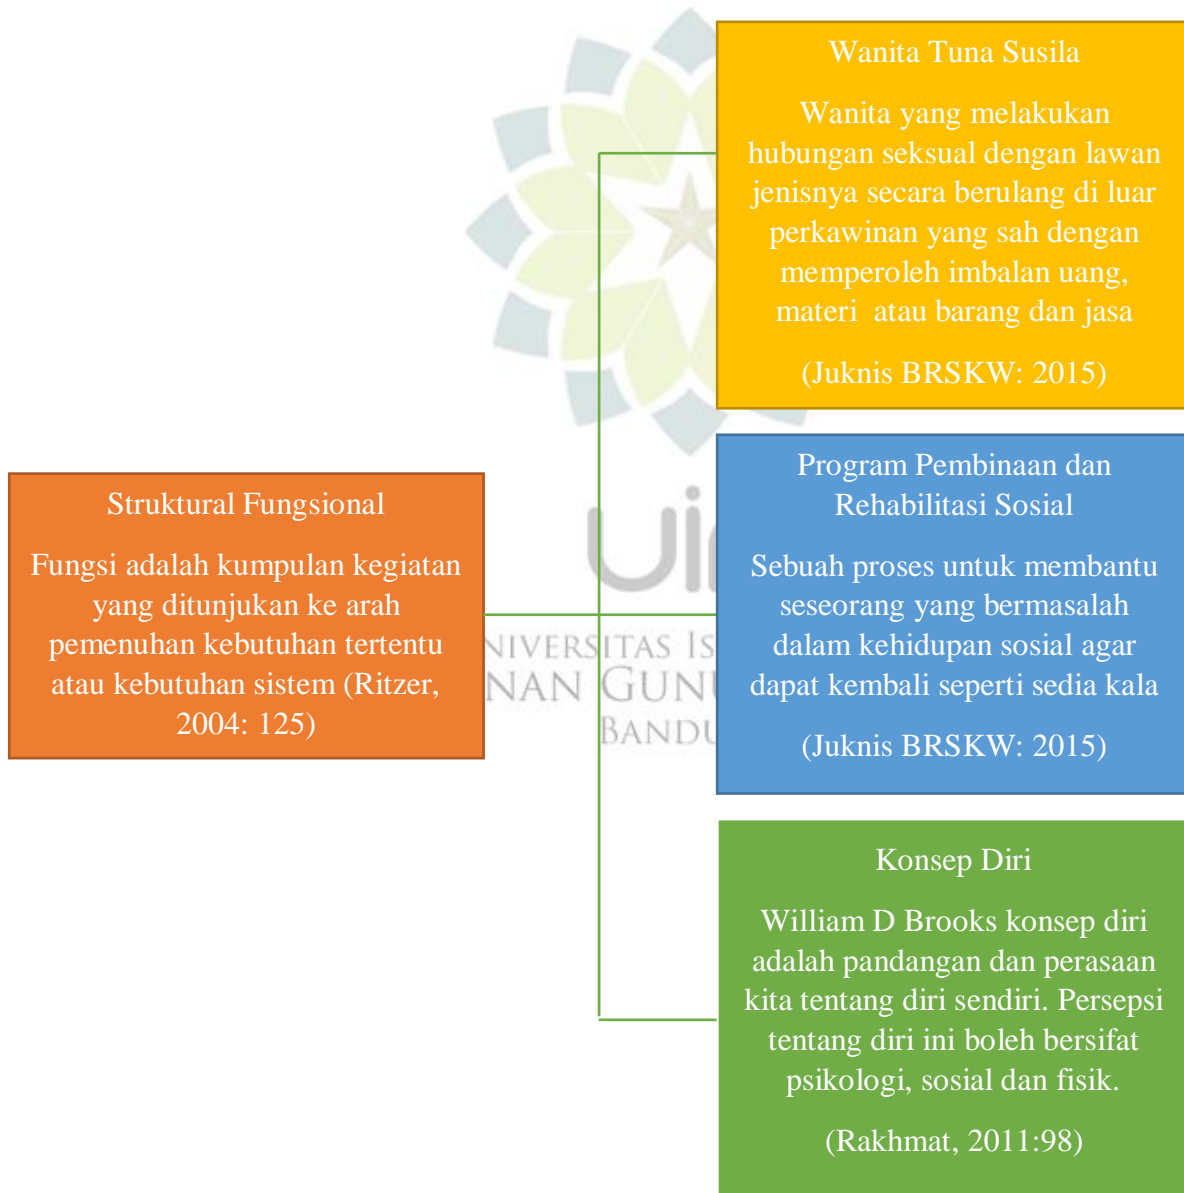 Wanita Tuna Susila
Wanita yang melakukan
hubungan seksual dengan lawan
jenisnya secara berulang di luar
perkawinan yang sah dengan
memperoleh imbalan uang,
materi atau barang dan jasa
(Juknis BRSKW: 2015)
Struktural Fungsional
Fungsi adalah kumpulan kegiatan
yang ditunjukan ke arah
pemenuhan kebutuhan tertentu
atau kebutuhan sistem (Ritzer,
2004: 125)
Program Pembinaan dan
Rehabilitasi Sosial
Sebuah proses untuk membantu
seseorang yang bermasalah
dalam kehidupan sosial agar
dapat kembali seperti sedia kala
(Juknis BRSKW: 2015)
Konsep Diri
William D Brooks konsep diri
adalah pandangan dan perasaan
kita tentang diri sendiri. Persepsi
tentang diri ini boleh bersifat
psikologi, sosial dan fisik.
(Rakhmat, 2011:98)